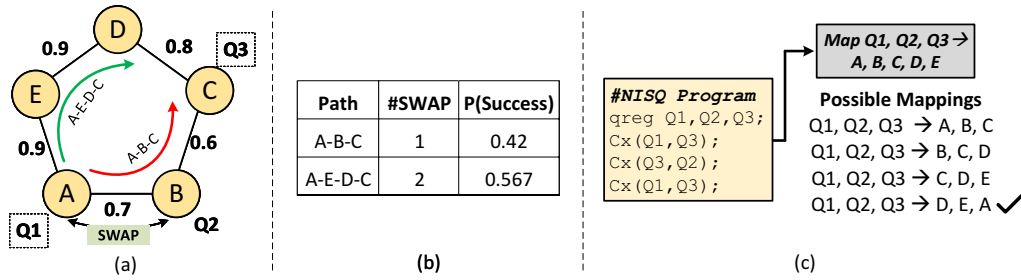 D
0.9
0.8
Q3
E
C
A-E-D-C
A-B-C
0.9
0.6
A
B
0.7
Q1
Q2
SWAP
(a)
Path #SWAP P(Success)
A-B-C 1 0.42
A-E-D-C 2 0.567
(b)
Map Q1, Q2, Q3 →
A, B, C, D, E
#NISQ Program
qreg Q1,Q2,Q3;
Cx(Q1,Q3);
Cx(Q3,Q2);
Cx(Q1,Q3);
Possible Mappings
Q1, Q2, Q3 → A, B, C
Q1, Q2, Q3 → B, C, D
Q1, Q2, Q3 → C, D, E
Q1, Q2, Q3 → D, E, A ✓
(c)